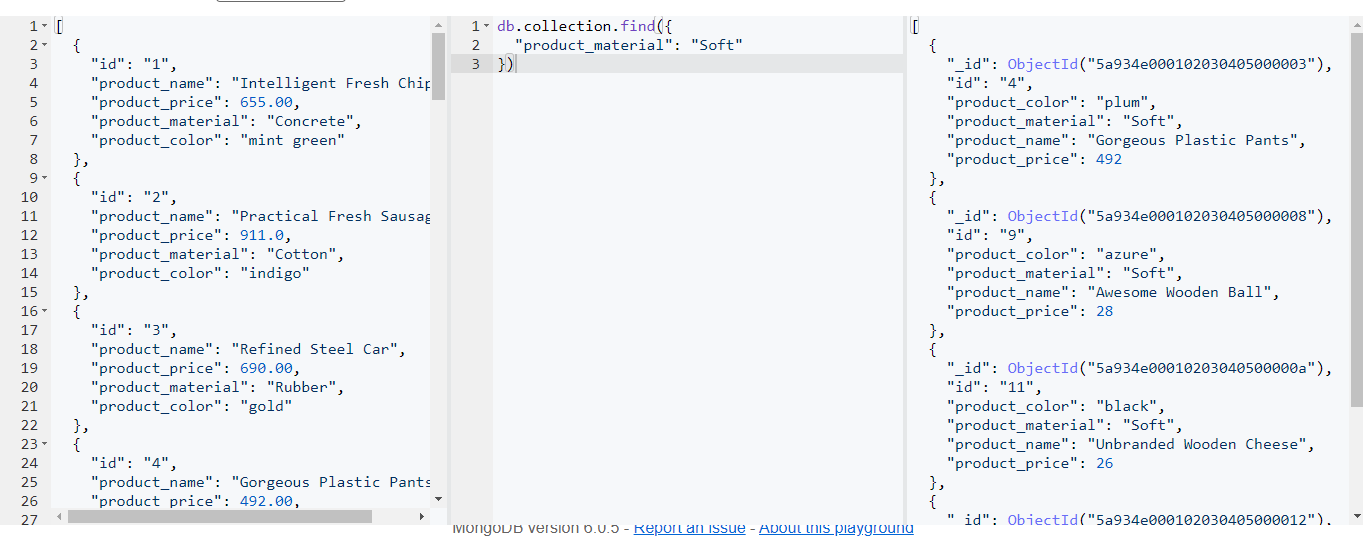 1 [
2 {
3 "id": "1",
4 "product_name": "Intelligent Fresh Chip
5 "product_price": 655.00,
6 "product_material": "Concrete",
7 "product_color": "mint green"
8 },
9 {
10 "id": "2",
11 "product_name": "Practical Fresh Sausag
12 "product_price": 911.0,
13 "product_material": "Cotton",
14 "product_color": "indigo"
15 },
16 {
17 "id": "3",
18 "product_name": "Refined Steel Car",
19 "product_price": 690.00,
20 "product_material": "Rubber",
21 "product_color": "gold"
22 },
23 {
24 "id": "4",
25 "product_name": "Gorgeous Plastic Pants
26 "product_price": 492.00,
27
1 db.collection.find({
2 "product_material": "Soft"
3 })
[
{
"_id": ObjectId("5a934e000102030405000003"),
"id": "4",
"product_color": "plum",
"product_material": "Soft",
"product_name": "Gorgeous Plastic Pants",
"product_price": 492
},
{
"_id": ObjectId("5a934e000102030405000008"),
"id": "9",
"product_color": "azure",
"product_material": "Soft",
"product_name": "Awesome Wooden Ball",
"product_price": 28
},
{
"_id": ObjectId("5a934e00010203040500000a"),
"id": "11",
"product_color": "black",
"product_material": "Soft",
"product_name": "Unbranded Wooden Cheese",
"product_price": 26
},
{
"_id": ObjectId("5a934e000102030405000012"),
MongoDB version 6.0.5 - Report an issue - About this playground